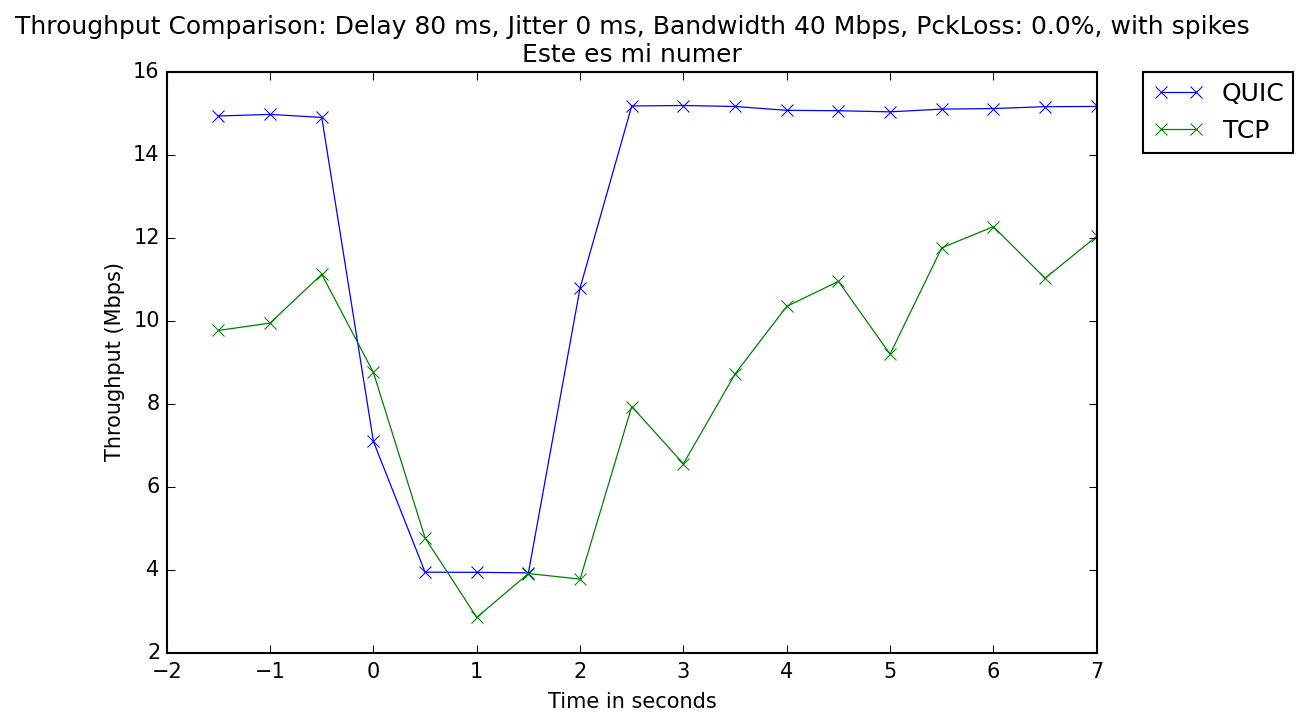 Throughput Comparison: Delay 80 ms, Jitter 0 ms, Bandwidth 40 Mbps, PckLoss: 0.0%, with spikes
Este es mi numer
QUIC
TCP
Throughput (Mbps)
16
14
12
10
8
6
4
2
−2 −1 0 1 2 3 4 5 6 7
Time in seconds